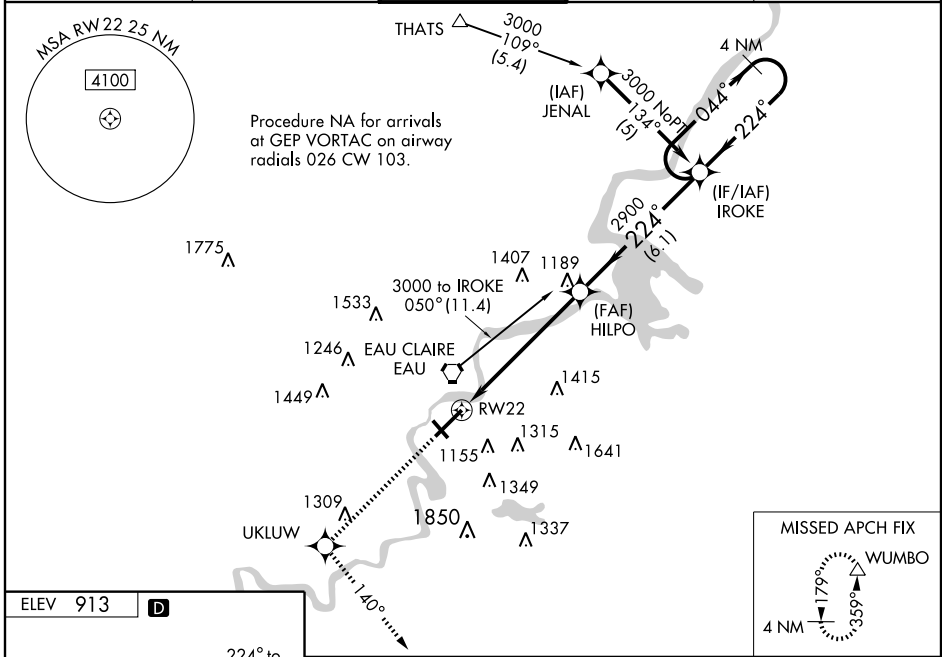 MSA RW22 25 NM
4100
Procedure NA for arrivals
at GEP VORTAC on airway
radials 026 CW 103.
THATS
3000
109°
(5.4)
(IAF)
JENAL
3000 NoPT
134°
(5)
4 NM
044°
224°
(IF/IAF)
IROKE
2900
224°
(6.1)
1775
1407
1189
3000 to IROKE
050° (11.4)
(FAF)
HILPO
1533
1246
EAU CLAIRE
EAU
1449
1415
RW22
1155
1315
1641
1349
1309
1850
1337
UKLUW
140°
MISSED APCH FIX
WUMBO
179°
359°
4 NM
ELEV 913
D
224° to